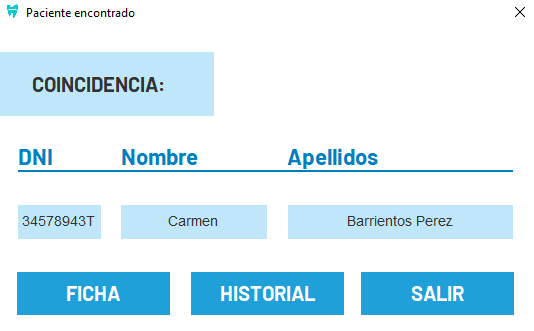 Paciente encontrado
COINCIDENCIA:
DNI Nombre Apellidos
34578943T Carmen Barrientos Perez
FICHA HISTORIAL SALIR